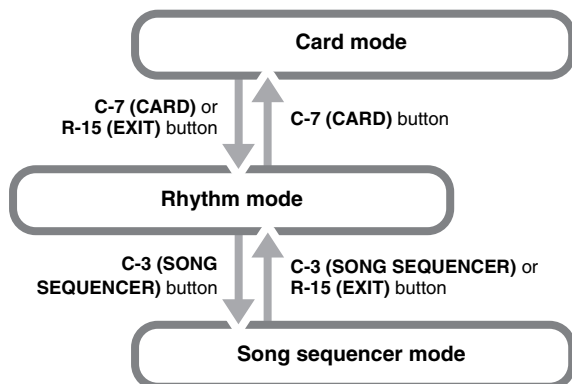 Card mode
C-7 (CARD) or
R-15 (EXIT) button
C-7 (CARD) button
Rhythm mode
C-3 (SONG
SEQUENCER) button
C-3 (SONG SEQUENCER) or
R-15 (EXIT) button
Song sequencer mode